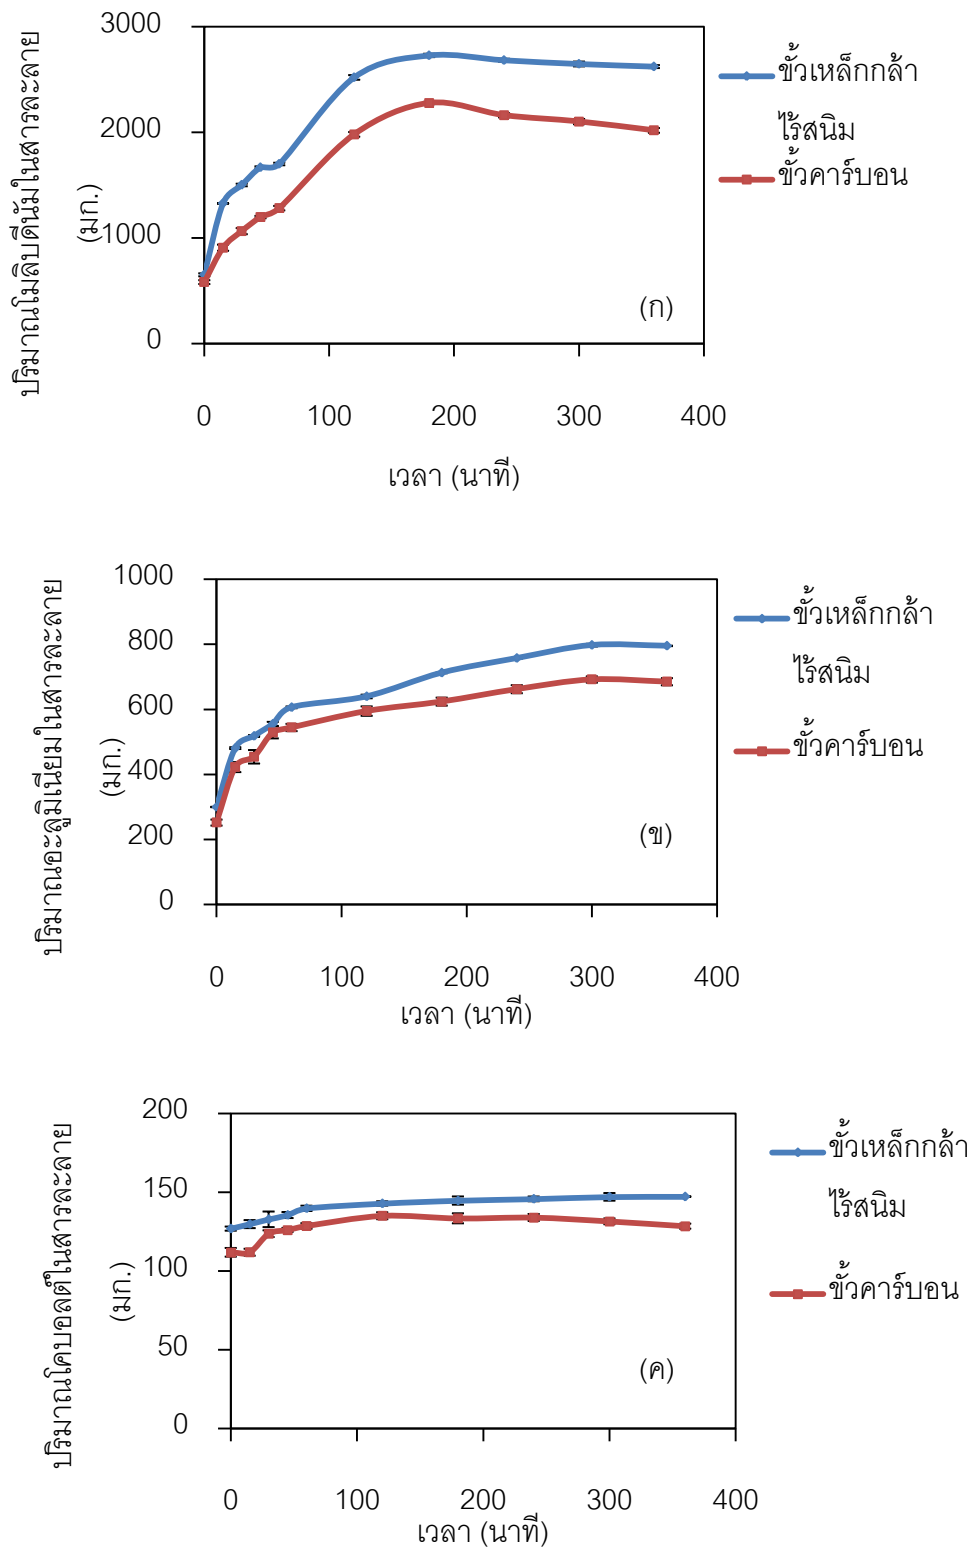 ปริมาณโมลิบดีนัมในสารละลาย
(มก.)
3000
2000
1000
0
0 100 200 300 400
เวลา (นาที)
(ก)
ขั้วเหล็กกล้า
ไร้สนิม
ขั้วคาร์บอน
ปริมาณอะลูมิเนียมในสารละลาย
(มก.)
1000
800
600
400
200
0
0 100 200 300 400
เวลา (นาที)
(ข)
ขั้วเหล็กกล้า
ไร้สนิม
ขั้วคาร์บอน
ปริมาณโคบอลต์ในสารละลาย
(มก.)
200
150
100
50
0
0 100 200 300 400
เวลา (นาที)
(ค)
ขั้วเหล็กกล้า
ไร้สนิม
ขั้วคาร์บอน